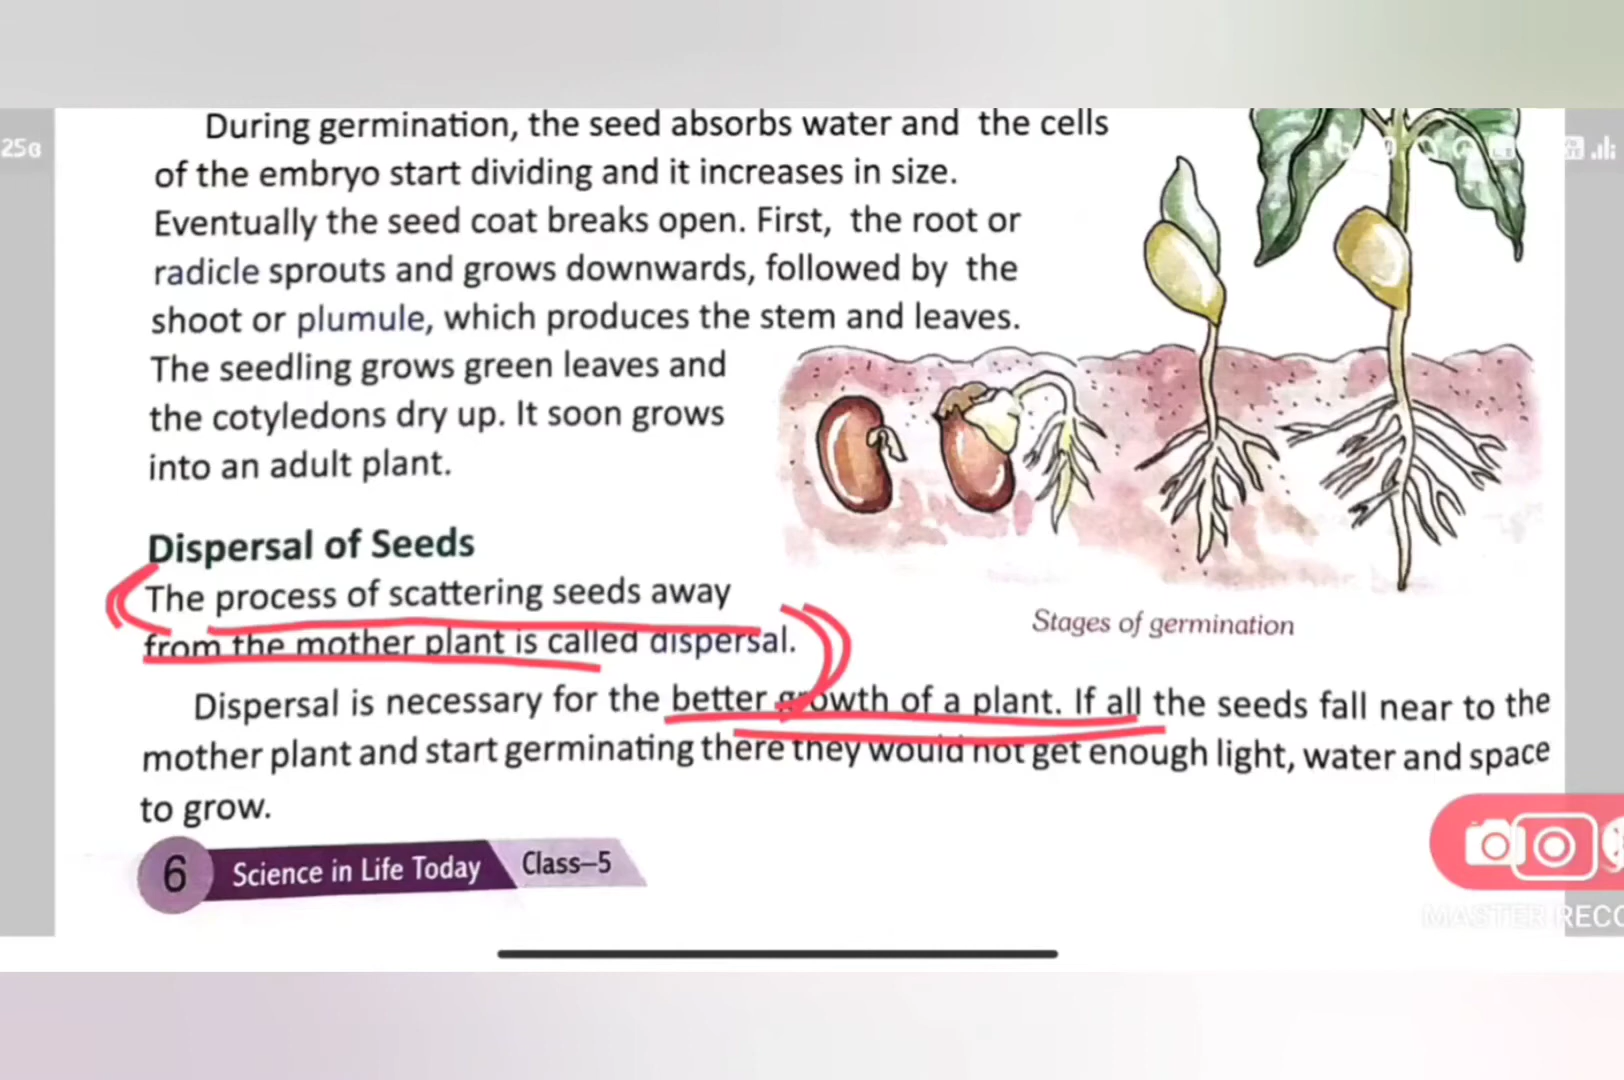 25
During germination, the seed absorbs water and the cells
of the embryo start dividing and it increases in size.
Eventually the seed coat breaks open. First, the root or
radicle sprouts and grows downwards, followed by the
shoot or plumule, which produces the stem and leaves.
The seedling grows green leaves and
the cotyledons dry up. It soon grows
into an adult plant.
Dispersal of Seeds
The process of scattering seeds away
from the mother plant is called dispersal.
Stages of germination
Dispersal is necessary for the better growth of a plant. If all the seeds fall near to the
mother plant and start germinating there they would not get enough light, water and space
to grow.
6 Science in Life Today Class–5
MASTER RECO